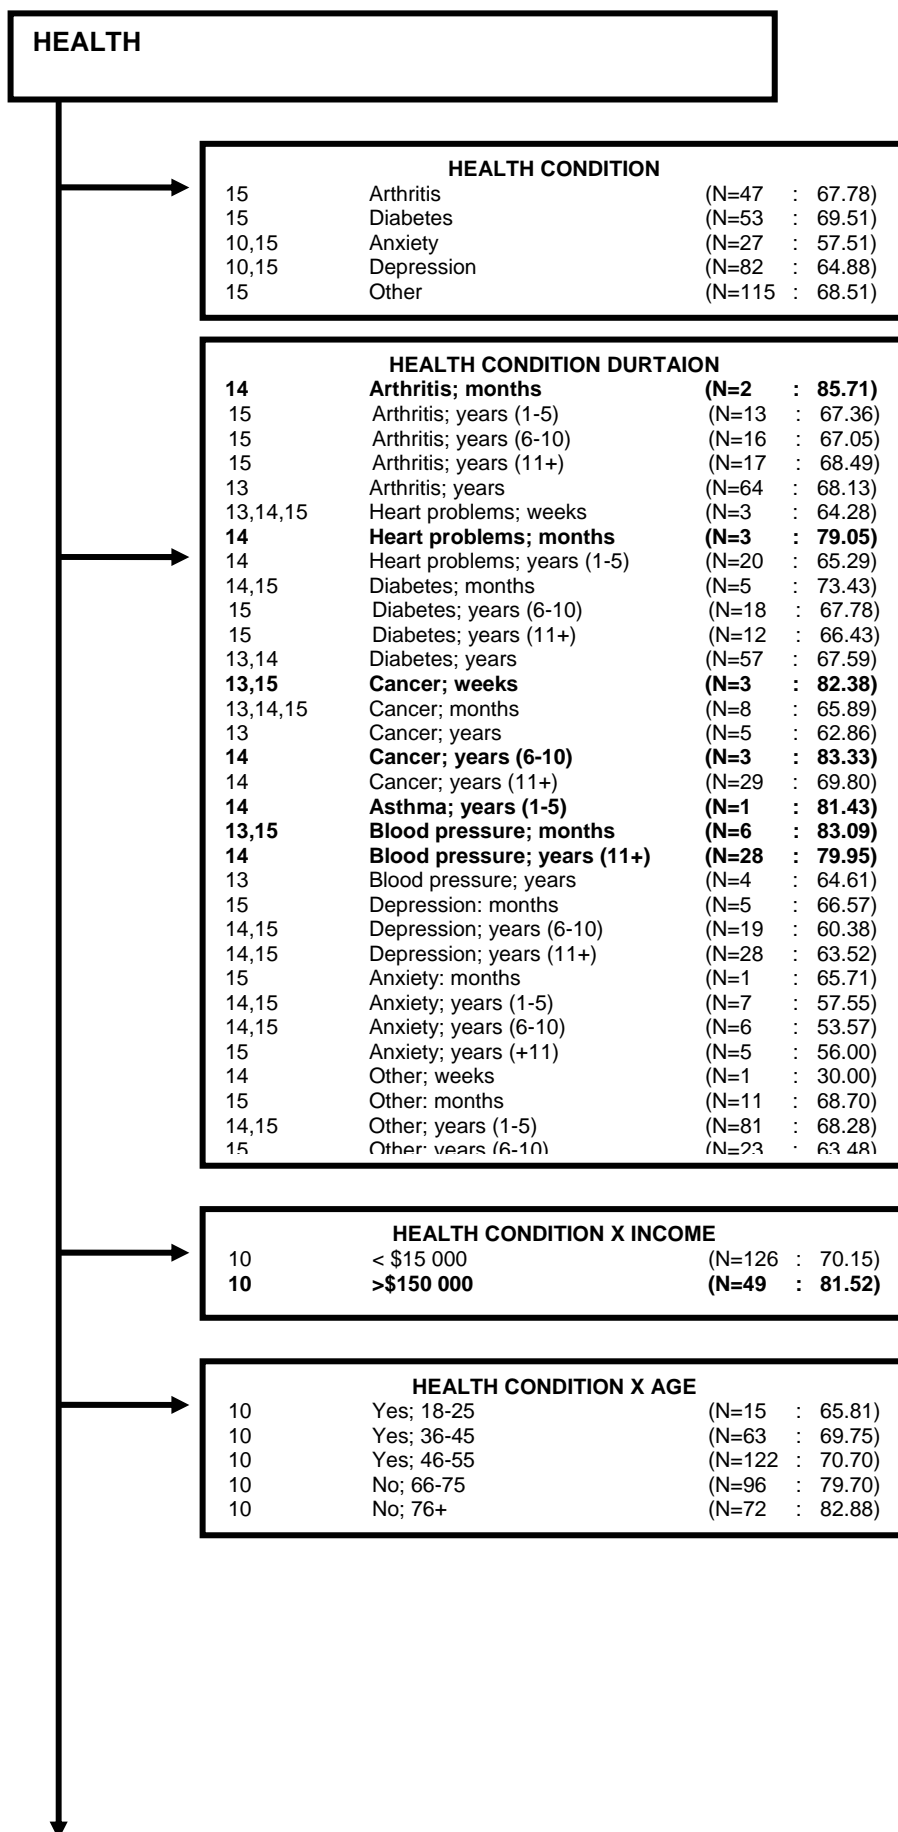 HEALTH
HEALTH CONDITION
15 Arthritis (N=47 : 67.78)
15 Diabetes (N=53 : 69.51)
10,15 Anxiety (N=27 : 57.51)
10,15 Depression (N=82 : 64.88)
15 Other (N=115 : 68.51)
HEALTH CONDITION DURTAION
14 Arthritis; months (N=2 : 85.71)
15 Arthritis; years (1-5) (N=13 : 67.36)
15 Arthritis; years (6-10) (N=16 : 67.05)
15 Arthritis; years (11+) (N=17 : 68.49)
13 Arthritis; years (N=64 : 68.13)
13,14,15 Heart problems; weeks (N=3 : 64.28)
14 Heart problems; months (N=3 : 79.05)
14 Heart problems; years (1-5) (N=20 : 65.29)
14,15 Diabetes; months (N=5 : 73.43)
15 Diabetes; years (6-10) (N=18 : 67.78)
15 Diabetes; years (11+) (N=12 : 66.43)
13,14 Diabetes; years (N=57 : 67.59)
13,15 Cancer; weeks (N=3 : 82.38)
13,14,15 Cancer; months (N=8 : 65.89)
13 Cancer; years (N=5 : 62.86)
14 Cancer; years (6-10) (N=3 : 83.33)
14 Cancer; years (11+) (N=29 : 69.80)
14 Asthma; years (1-5) (N=1 : 81.43)
13,15 Blood pressure; months (N=6 : 83.09)
14 Blood pressure; years (11+) (N=28 : 79.95)
13 Blood pressure; years (N=4 : 64.61)
15 Depression: months (N=5 : 66.57)
14,15 Depression; years (6-10) (N=19 : 60.38)
14,15 Depression; years (11+) (N=28 : 63.52)
15 Anxiety: months (N=1 : 65.71)
14,15 Anxiety; years (1-5) (N=7 : 57.55)
14,15 Anxiety; years (6-10) (N=6 : 53.57)
15 Anxiety; years (+11) (N=5 : 56.00)
14 Other; weeks (N=1 : 30.00)
15 Other: months (N=11 : 68.70)
14,15 Other; years (1-5) (N=81 : 68.28)
15 Other; years (6-10) (N=23 : 63.48)
HEALTH CONDITION X INCOME
10 < $15 000 (N=126 : 70.15)
10 >$150 000 (N=49 : 81.52)
HEALTH CONDITION X AGE
10 Yes; 18-25 (N=15 : 65.81)
10 Yes; 36-45 (N=63 : 69.75)
10 Yes; 46-55 (N=122 : 70.70)
10 No; 66-75 (N=96 : 79.70)
10 No; 76+ (N=72 : 82.88)